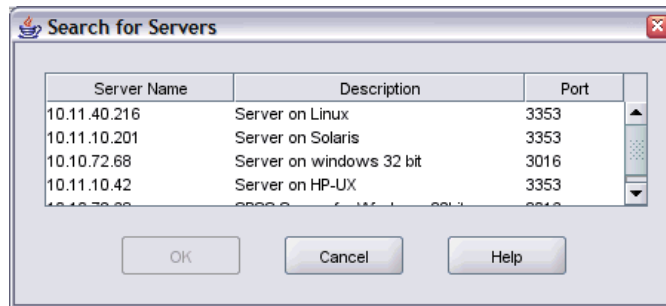 Search for Servers
Server Name Description Port
10.11.40.216 Server on Linux 3353
10.11.10.201 Server on Solaris 3353
10.10.72.68 Server on windows 32 bit 3016
10.11.10.42 Server on HP-UX 3353
OK Cancel Help